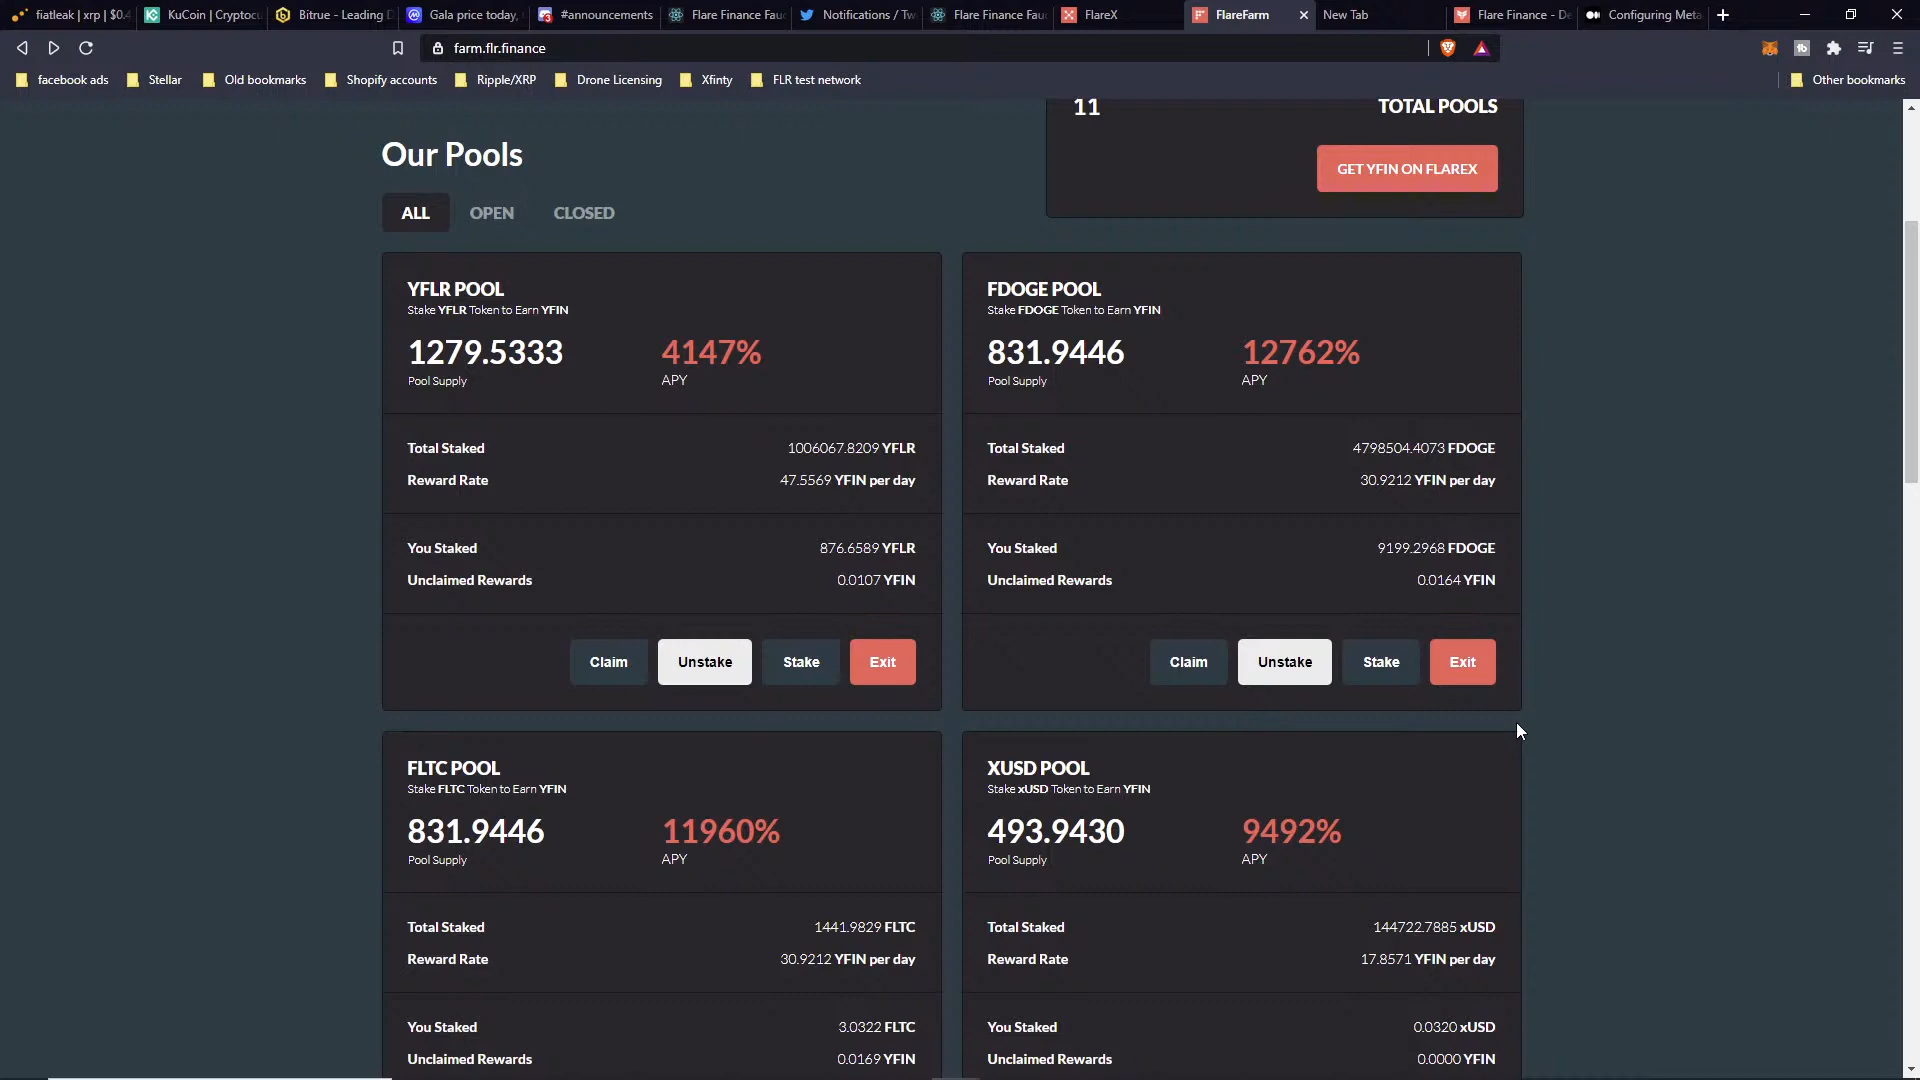 fiatleak | xrp | $0.4
KuCoin | Cryptocu
Bitrue - Leading D
Gala price today,
#announcements
Flare Finance Fau
Notifications / Tw
Flare Finance Fau
FlareX
FlareFarm
New Tab
Flare Finance - De
Configuring Meta
farm.flr.finance
facebook ads
Stellar
Old bookmarks
Shopify accounts
Ripple/XRP
Drone Licensing
Xfinity
FLR test network
Other bookmarks
11
TOTAL POOLS
GET YFIN ON FLAREX
Our Pools
ALL
OPEN
CLOSED
YFLR POOL
Stake YFLR Token to Earn YFIN
1279.5333
4147%
Pool Supply
APY
Total Staked
1006067.8209 YFLR
Reward Rate
47.5569 YFIN per day
You Staked
876.6589 YFLR
Unclaimed Rewards
0.0107 YFIN
Claim
Unstake
Stake
Exit
FDOGE POOL
Stake FDOGE Token to Earn YFIN
831.9446
12762%
Pool Supply
APY
Total Staked
4798504.4073 FDOGE
Reward Rate
30.9212 YFIN per day
You Staked
9199.2968 FDOGE
Unclaimed Rewards
0.0164 YFIN
Claim
Unstake
Stake
Exit
FLTC POOL
Stake FLTC Token to Earn YFIN
831.9446
11960%
Pool Supply
APY
Total Staked
1441.9829 FLTC
Reward Rate
30.9212 YFIN per day
You Staked
3.0322 FLTC
Unclaimed Rewards
0.0169 YFIN
XUSD POOL
Stake xUSD Token to Earn YFIN
493.9430
9492%
Pool Supply
APY
Total Staked
144722.7885 xUSD
Reward Rate
17.8571 YFIN per day
You Staked
0.0320 xUSD
Unclaimed Rewards
0.0000 YFIN